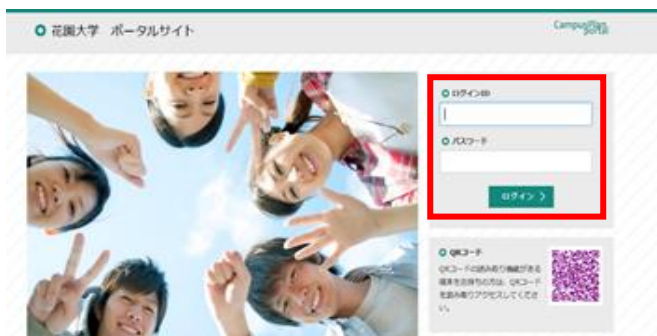 花園大学 ポータルサイト
CampusPlan
portal
ログインID
パスワード
ログイン
QRコード
QRコードの読み取り機能がある
端末をお持ちの方は、QRコード
を読み取りアクセスしてくださ
い。